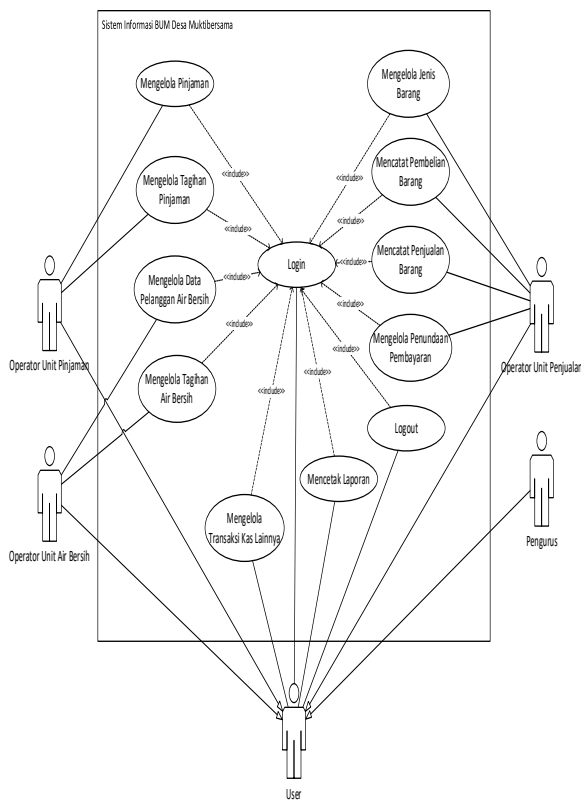 Sistem Informasi BUM Desa Muktibersama
Mengelola Pinjaman
Mengelola Jenis
Barang
<<include>>
<<include>>
Mengelola Tagihan
Pinjaman
Mencatat Pembelian
Barang
<<include>>
<<include>>
Mengelola Data
Pelanggan Air Bersih
<<include>>
Login
<<include>>
Mencatat Penjualan
Barang
Operator Unit Pinjaman
Operator Unit Penjualan
<<include>>
<<include>>
Mengelola Penundaan
Pembayaran
Mengelola Tagihan
Air Bersih
<<include>>
<<include>>
<<include>>
Logout
Mencetak Laporan
Mengelola
Transaksi Kas Lainnya
Operator Unit Air Bersih
Pengurus
User